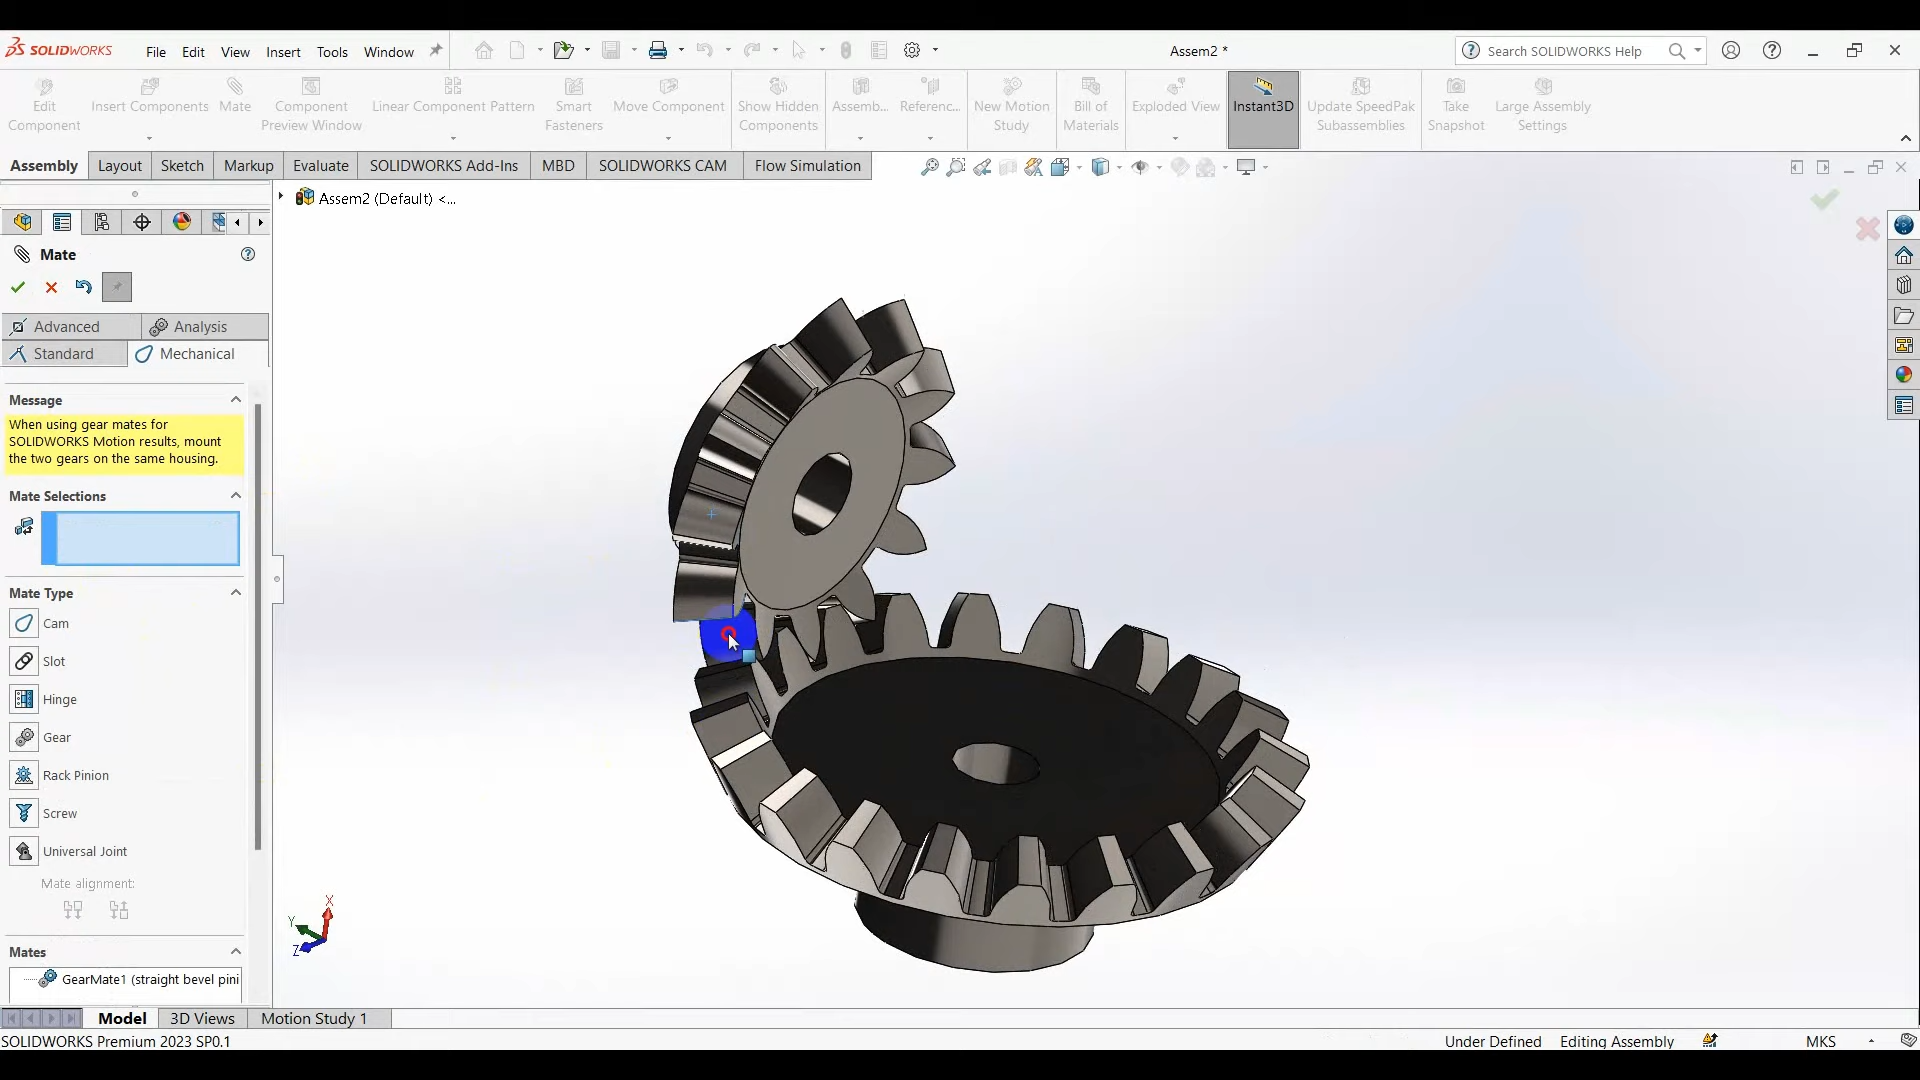 SOLIDWORKS File Edit View Insert Tools Window Assem2 * Search SOLIDWORKS Help
Edit Component
Insert Components
Mate
Component Preview Window
Linear Component Pattern
Smart Fasteners
Move Component
Show Hidden Components
Assemb...
Referenc...
New Motion Study
Bill of Materials
Exploded View
Instant3D
Update SpeedPak Subassemblies
Take Snapshot
Large Assembly Settings
Assembly Layout Sketch Markup Evaluate SOLIDWORKS Add-Ins MBD SOLIDWORKS CAM Flow Simulation
Assem2 (Default) <...
Mate
Advanced Analysis
Standard Mechanical
Message
When using gear mates for
SOLIDWORKS Motion results, mount
the two gears on the same housing.
Mate Selections
Mate Type
Cam
Slot
Hinge
Gear
Rack Pinion
Screw
Universal Joint
Mate alignment:
Mates
GearMate1 (straight bevel pini
X
Y
Z
Model 3D Views Motion Study 1
SOLIDWORKS Premium 2023 SP0.1 Under Defined Editing Assembly MKS